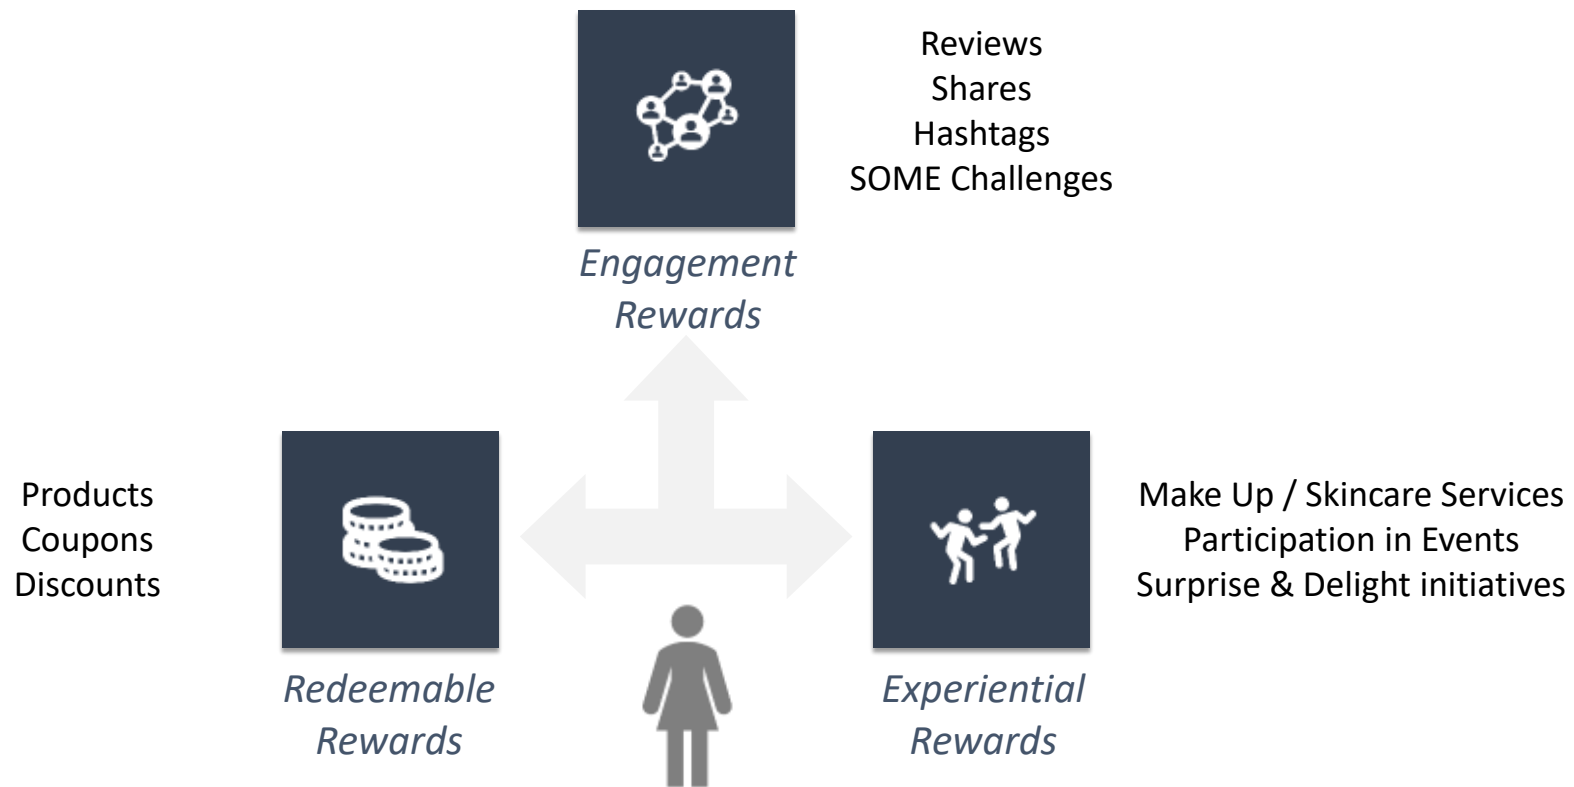 Reviews
Shares
Hashtags
SOME Challenges
Engagement
Rewards
Products
Coupons
Discounts
Make Up / Skincare Services
Participation in Events
Surprise & Delight initiatives
Redeemable
Rewards
Experiential
Rewards